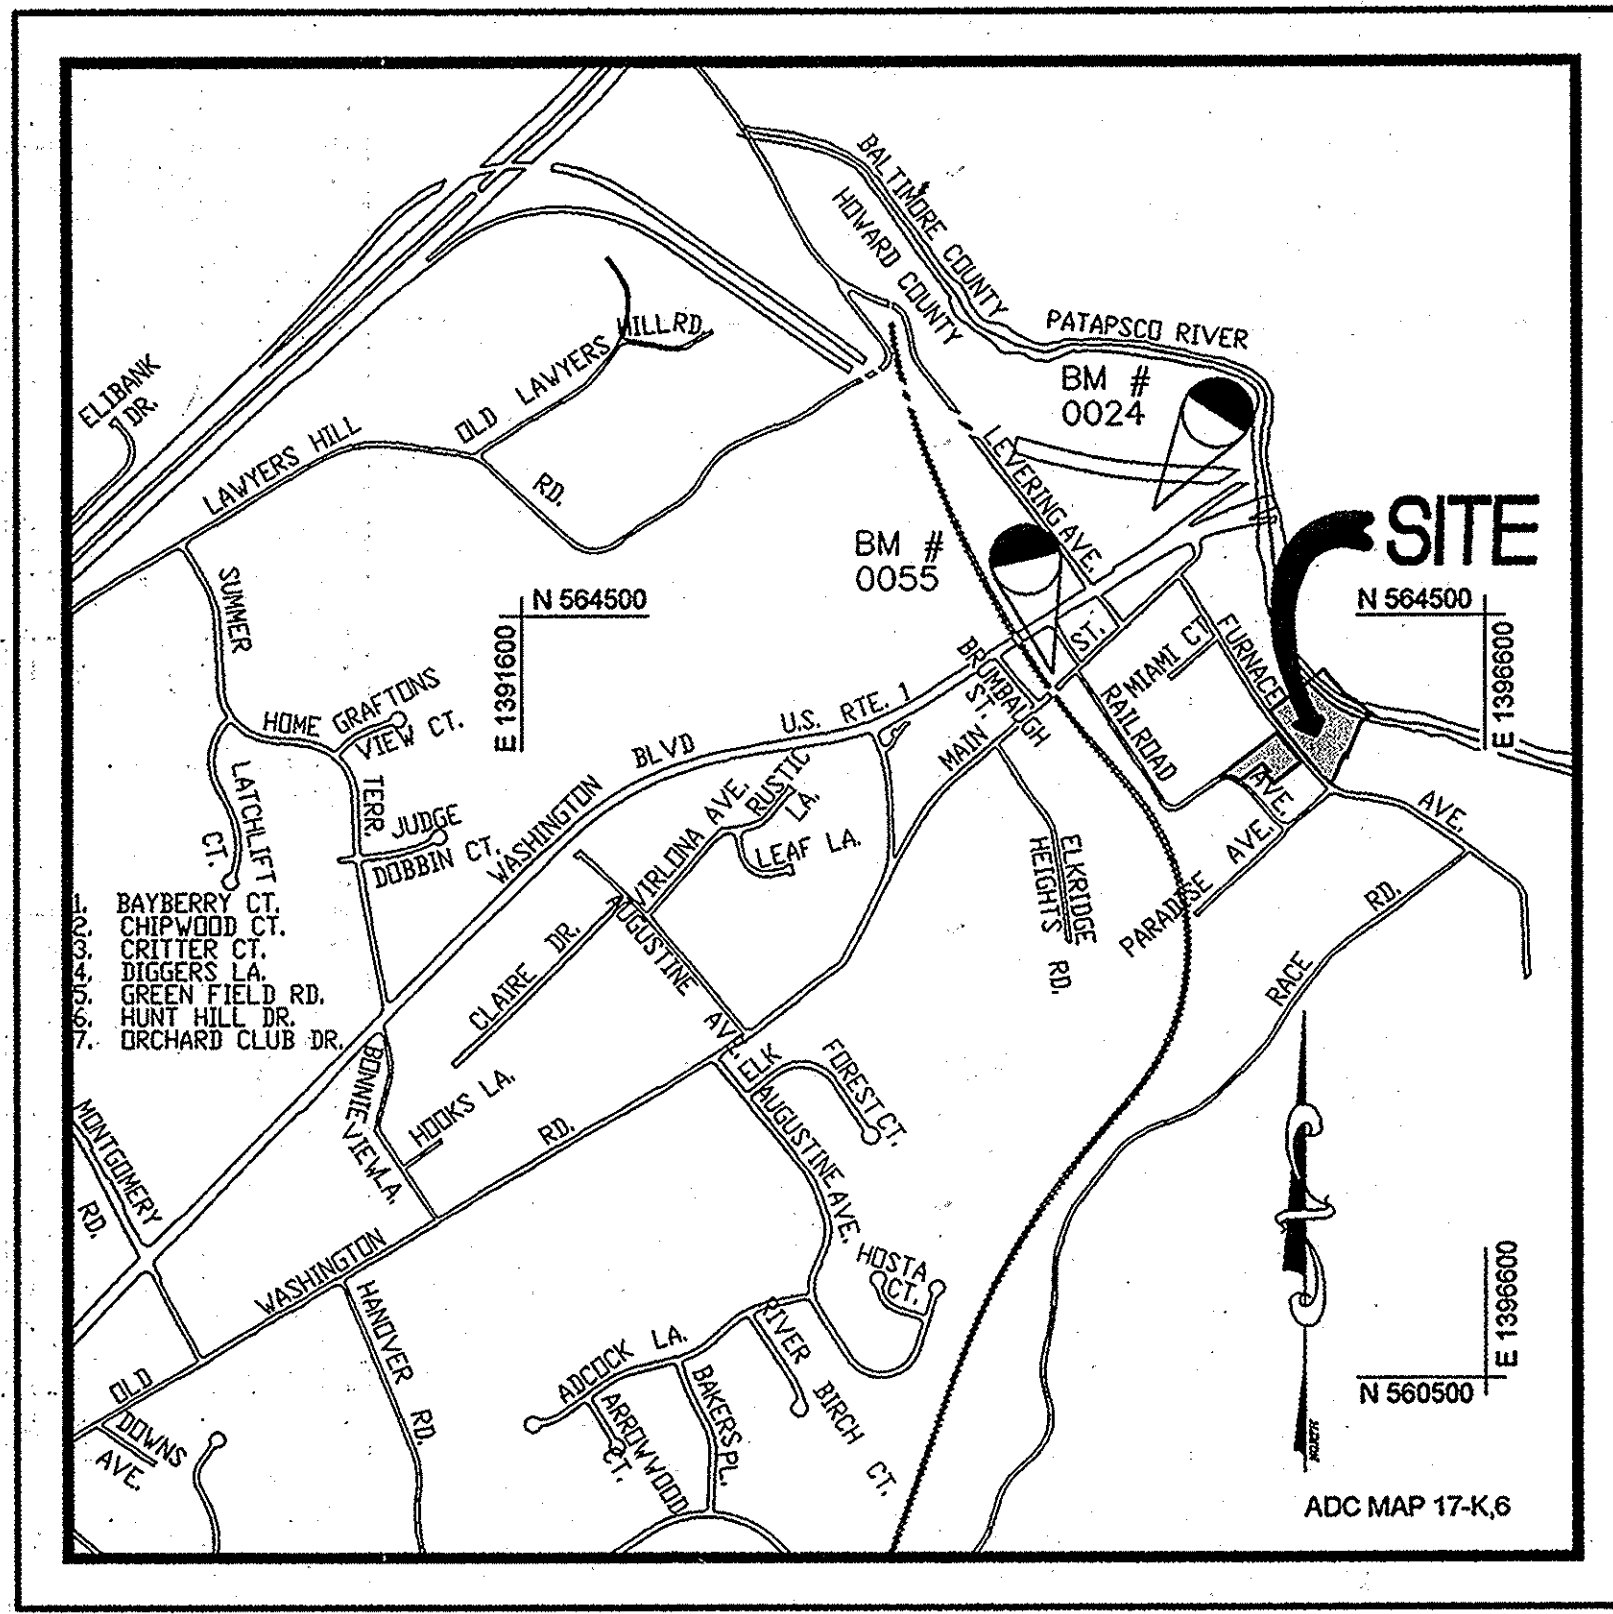 BALTIMORE COUNTY
HOWARD COUNTY
PATAPSCO RIVER
HILL RD.
OLD LAWYERS
BM #
0024
ELIBANK
DR.
LAWYERS HILL
RD.
LEVERING AVE.
SITE
BM #
0055
N 564500
E 1391600
N 564500
E 1396600
SUMMER
HOME
TERR.
GRAFTONS
VIEW CT.
BROMBAUGH
ST.
ST.
MIAMI CT
FURNACE
AVE.
RAILROAD
AVE.
U.S. RTE. 1
BLVD
WASHINGTON
MAIN
LATCHLIFT
CT.
JUDGE
DOBBIN CT.
VIRLONA AVE.
RUSTIC
LA.
LEAF LA.
ELKRIDGE
HEIGHTS
RD.
PARADISE
AVE.
RACE
RD.
1. BAYBERRY CT.
2. CHIPWOOD CT.
3. CRITTER CT.
4. DIGGERS LA.
5. GREEN FIELD RD.
6. HUNT HILL DR.
7. ORCHARD CLUB DR.
CLAIRE DR.
AUGUSTINE
AVE.
ELK
FOREST CT.
AUGUSTINE AVE.
BONNIE VIEW LA.
HOOKS LA.
MONTGOMERY
RD.
OLD
WASHINGTON
RD.
HANOVER
RD.
HOSTA
CT.
RIVER
BIRCH
CT.
ADCOCK LA.
BAKERS PL.
ARROWWOOD
CT.
DOWNS
AVE.
E 1396600
N 560500
NORTH
ADC MAP 17-K,6